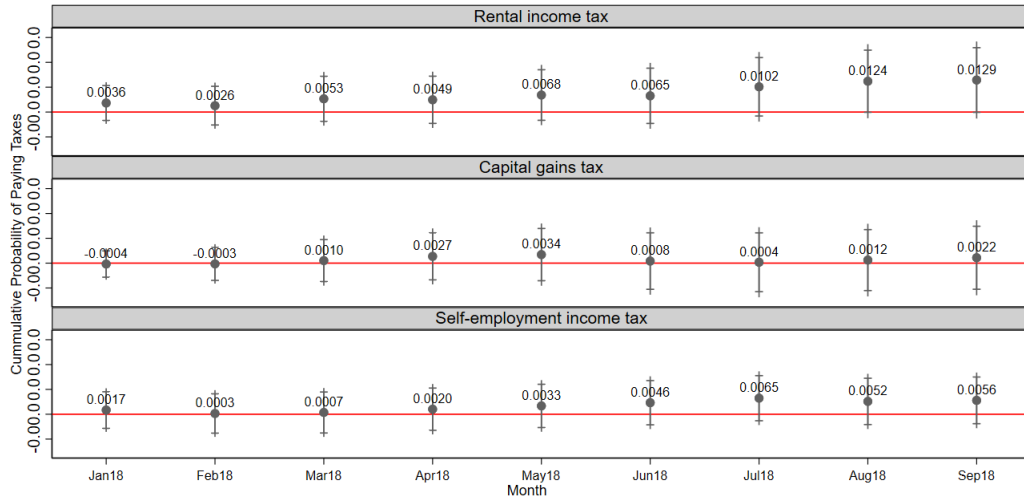 Rental income tax
0.0036 0.0026 0.0053 0.0049 0.0068 0.0065 0.0102 0.0124 0.0129
Capital gains tax
-0.0004 -0.0003 0.0010 0.0027 0.0034 0.0008 0.0004 0.0012 0.0022
Self-employment income tax
0.0017 0.0003 0.0007 0.0020 0.0033 0.0046 0.0065 0.0052 0.0056
Jan18 Feb18 Mar18 Apr18 May18 Jun18 Jul18 Aug18 Sep18
Month
Cummulative Probability of Paying Taxes